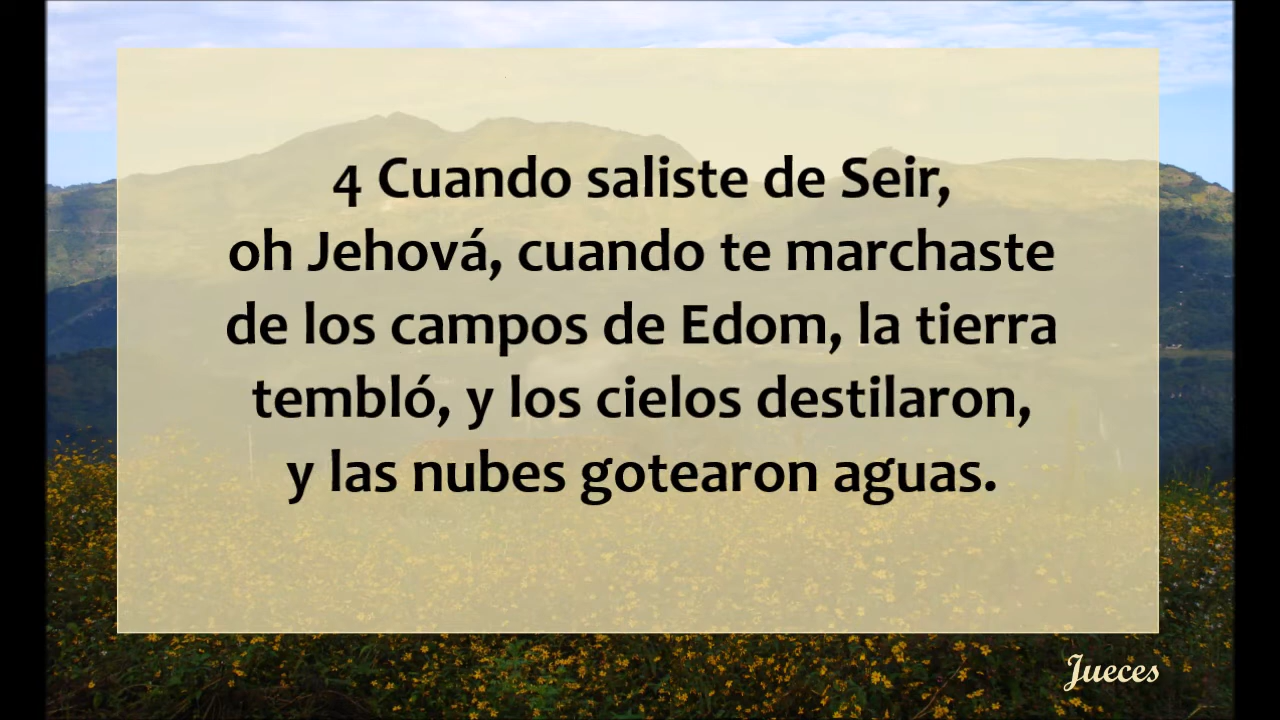 4 Cuando saliste de Seir,
oh Jehová, cuando te marchaste
de los campos de Edom, la tierra
tembló, y los cielos destilaron,
y las nubes gotearon aguas.
Jueces